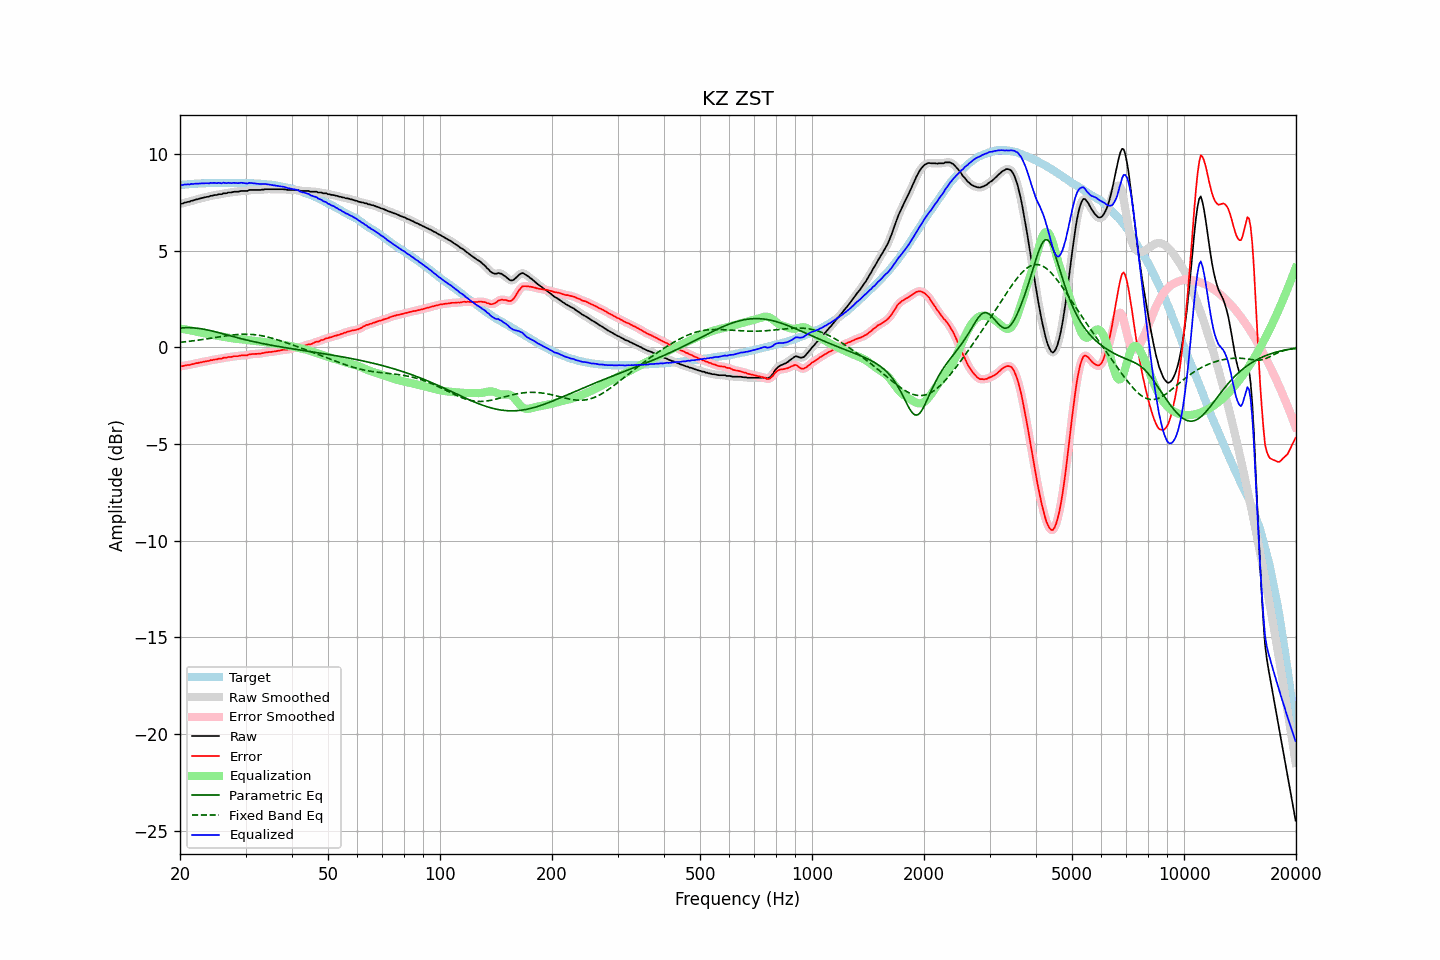 KZ ZST
10
5
0
−5
−10
−15
−20
−25
Amplitude (dBr)
Target
Raw Smoothed
Error Smoothed
Raw
Error
Equalization
Parametric Eq
Fixed Band Eq
Equalized
20 50 100 200 500 1000 2000 5000 10000 20000
Frequency (Hz)